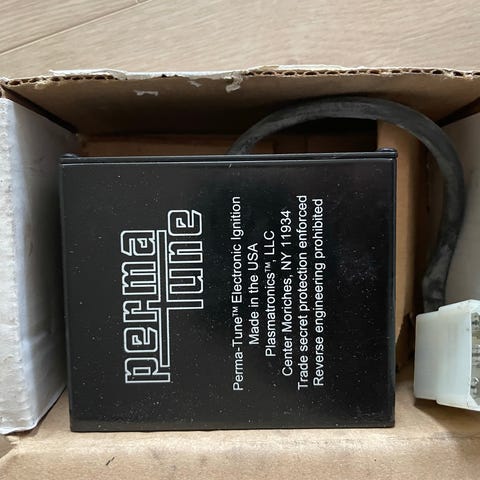 perma
tune
Perma-Tune™ Electronic Ignition
Made in the USA
Plasmatronics™, LLC
Center Moriches, NY 11934
Trade secret protection enforced
Reverse engineering prohibited